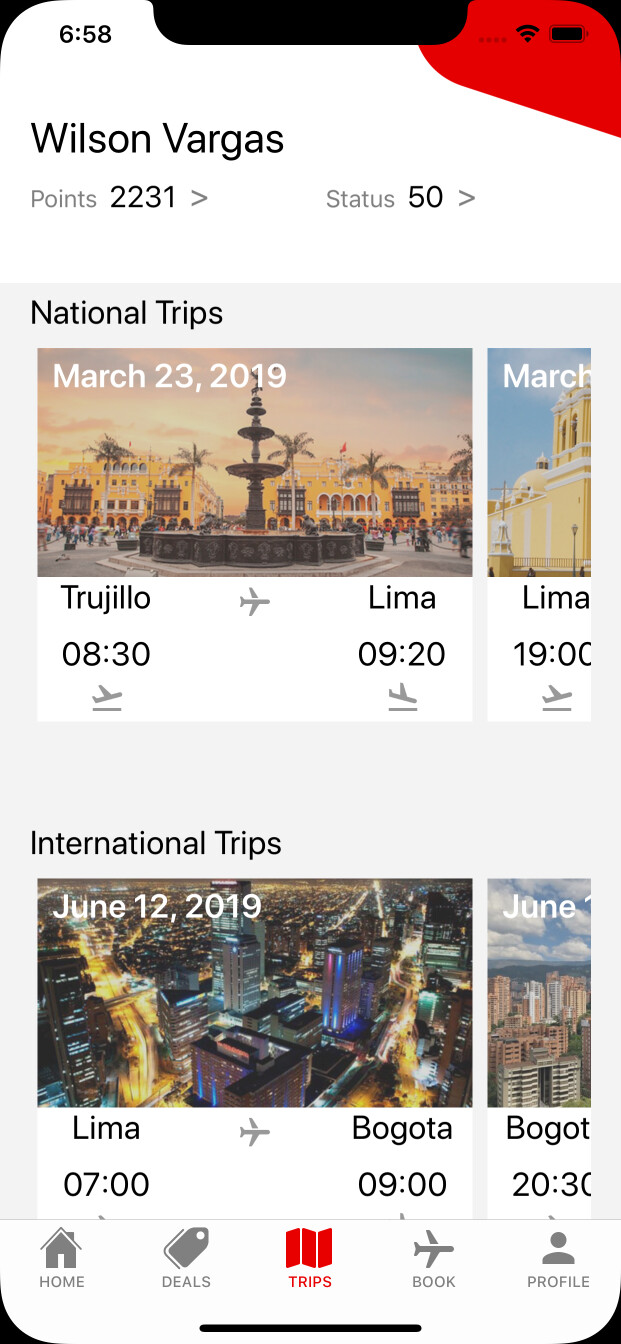 6:58
Wilson Vargas
Points 2231 > Status 50 >
National Trips
March 23, 2019 March
Trujillo Lima Lima
08:30 09:20 19:00
International Trips
June 12, 2019 June 1
Lima Bogota Bogot
07:00 09:00 20:30
HOME DEALS TRIPS BOOK PROFILE